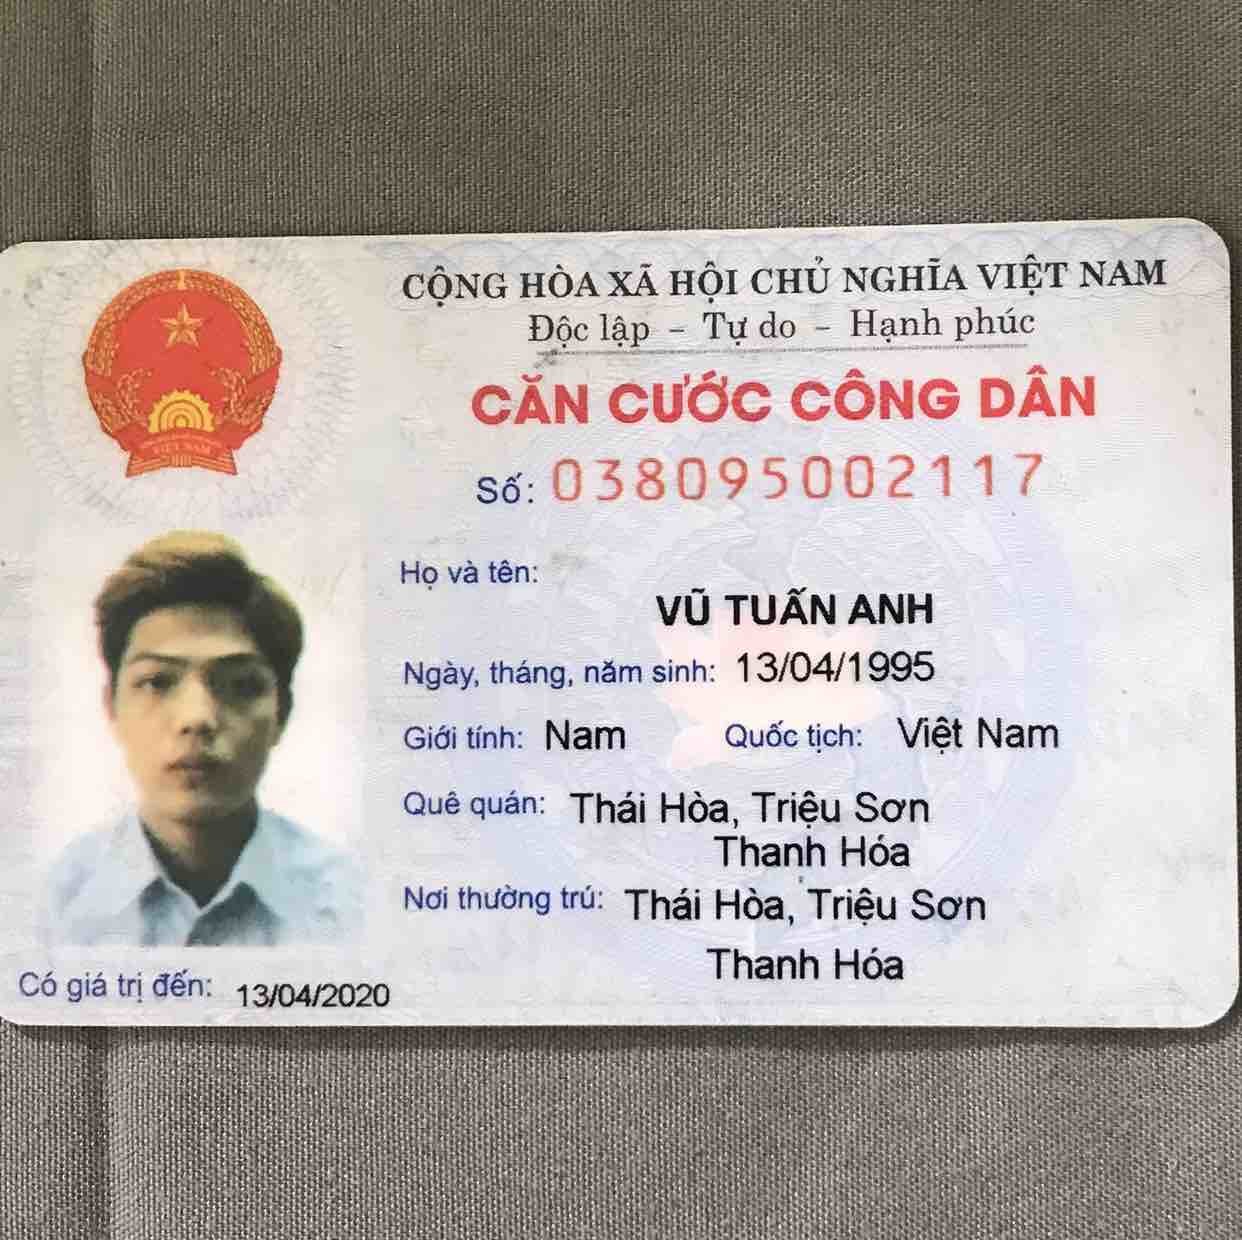 CỘNG HÒA XÃ HỘI CHỦ NGHĨA VIỆT NAM
Độc lập – Tự do – Hạnh phúc
CĂN CƯỚC CÔNG DÂN
Số: 038095002117
Họ và tên:
VŨ TUẤN ANH
Ngày, tháng, năm sinh: 13/04/1995
Giới tính: Nam Quốc tịch: Việt Nam
Quê quán: Thái Hòa, Triệu Sơn
Thanh Hóa
Nơi thường trú: Thái Hòa, Triệu Sơn
Thanh Hóa
Có giá trị đến: 13/04/2020
VIỆT NAM